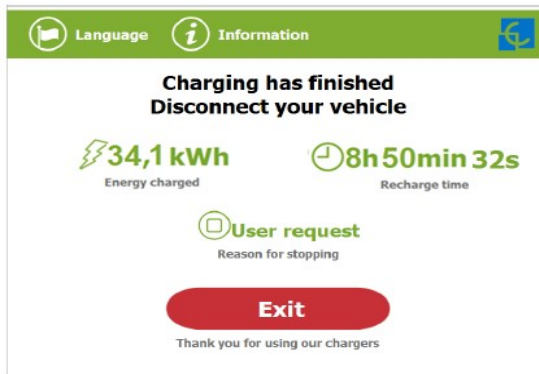 Language Information
Charging has finished
Disconnect your vehicle
34,1 kWh 8h 50min 32s
Energy charged Recharge time
User request
Reason for stopping
Exit
Thank you for using our chargers